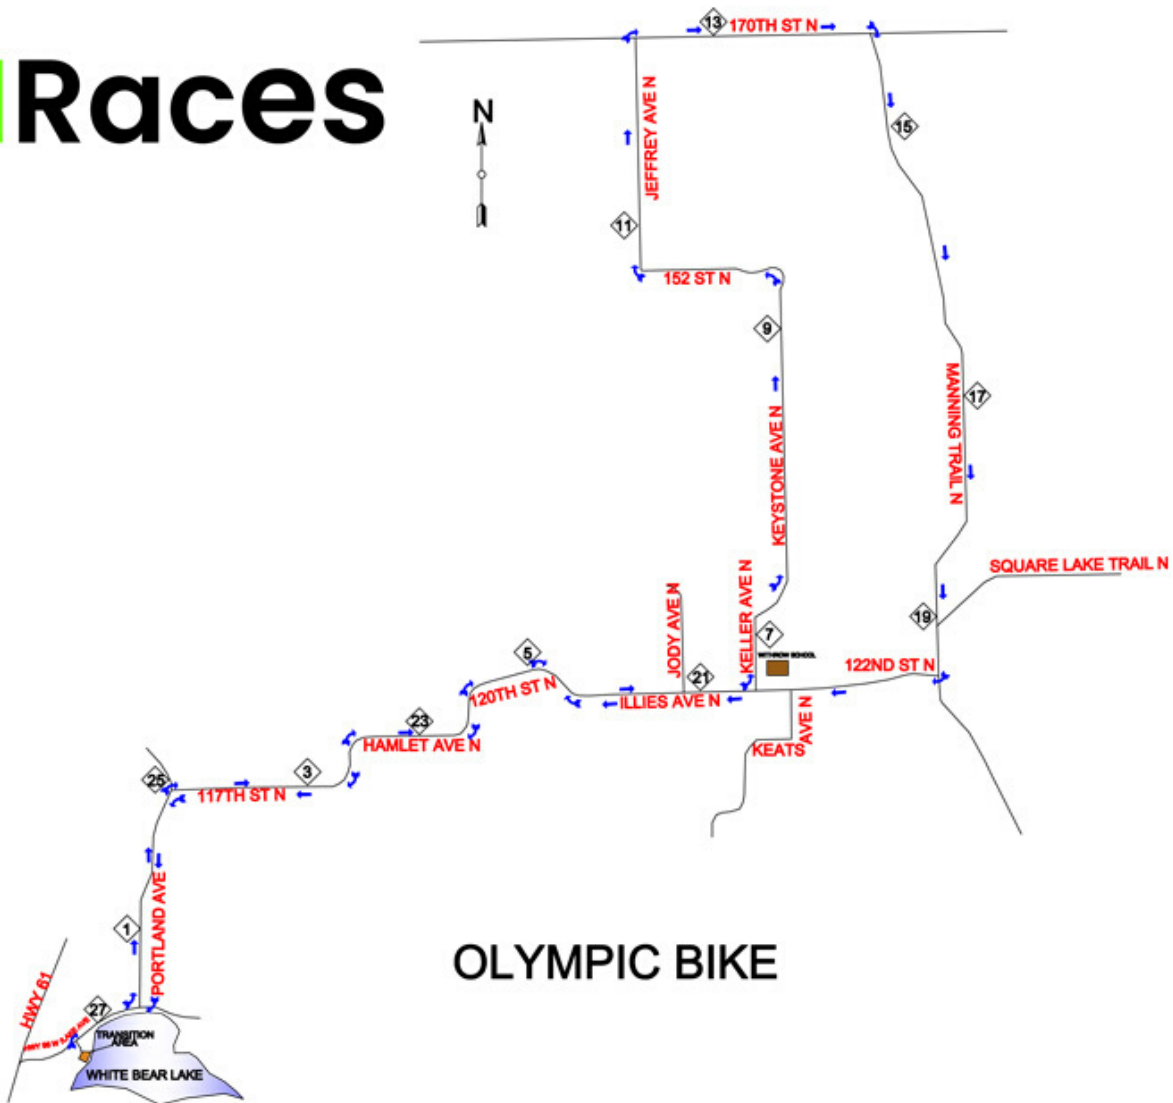 Races
N
13
170TH ST N
JEFFREY AVE N
15
11
152 ST N
9
MANNING TRAIL N
17
KEYSTONE AVE N
SQUARE LAKE TRAIL N
JODY AVE N
KELLER AVE N
7
19
WITHROW SCHOOL
5
21
122ND ST N
120TH ST N
ILLIES AVE N
23
HAMLET AVE N
KEATS
AVE N
25
3
117TH ST N
1
PORTLAND AVE
OLYMPIC BIKE
HWY 61
27
TRANSITION
AREA
WHITE BEAR LAKE